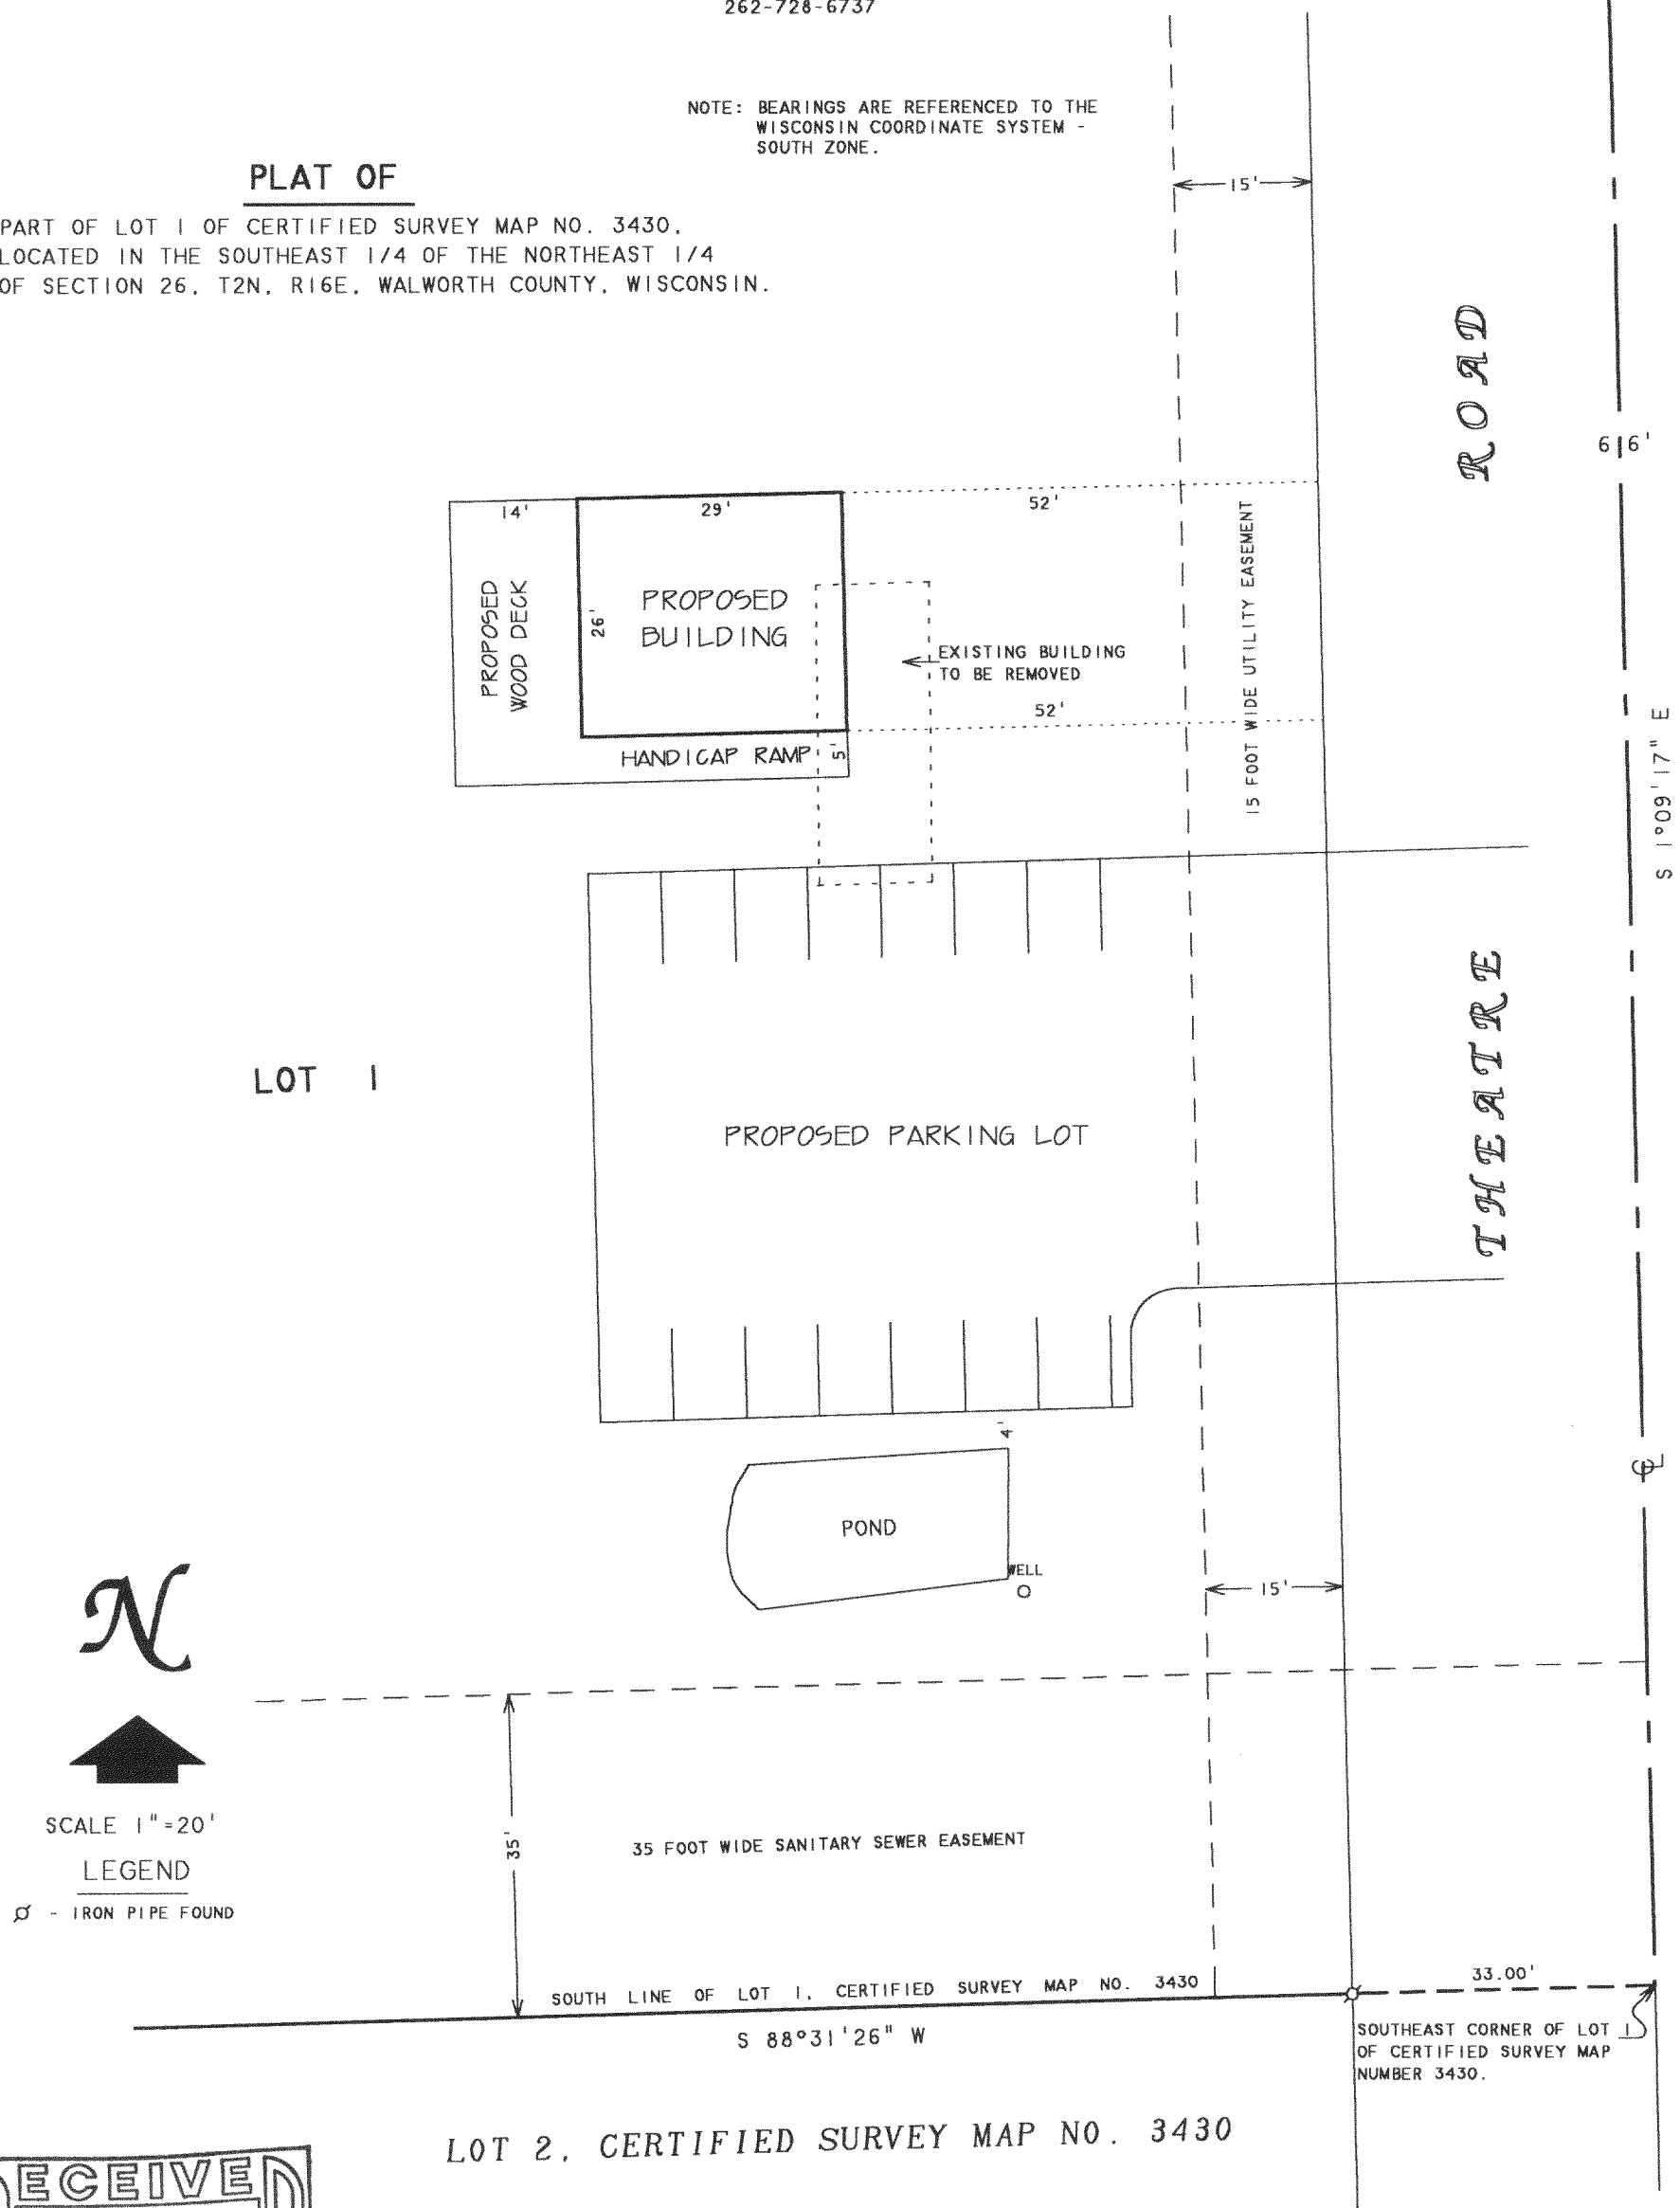 262-728-6737
NOTE: BEARINGS ARE REFERENCED TO THE
WISCONSIN COORDINATE SYSTEM -
SOUTH ZONE.
PLAT OF
PART OF LOT 1 OF CERTIFIED SURVEY MAP NO. 3430,
LOCATED IN THE SOUTHEAST 1/4 OF THE NORTHEAST 1/4
OF SECTION 26, T2N, R16E, WALWORTH COUNTY, WISCONSIN.
15'
ROAD
66'
14'
29'
52'
PROPOSED
WOOD DECK
26'
PROPOSED
BUILDING
EXISTING BUILDING
TO BE REMOVED
15 FOOT WIDE UTILITY EASEMENT
52'
HANDICAP RAMP
5'
S 1°09'17" E
THEATRE
LOT 1
PROPOSED PARKING LOT
4'
℄
POND
WELL
15'
N
SCALE 1"=20'
LEGEND
Ø - IRON PIPE FOUND
35'
35 FOOT WIDE SANITARY SEWER EASEMENT
SOUTH LINE OF LOT 1, CERTIFIED SURVEY MAP NO. 3430
33.00'
S 88°31'26" W
SOUTHEAST CORNER OF LOT 1
OF CERTIFIED SURVEY MAP
NUMBER 3430.
LOT 2, CERTIFIED SURVEY MAP NO. 3430
ECEIVE